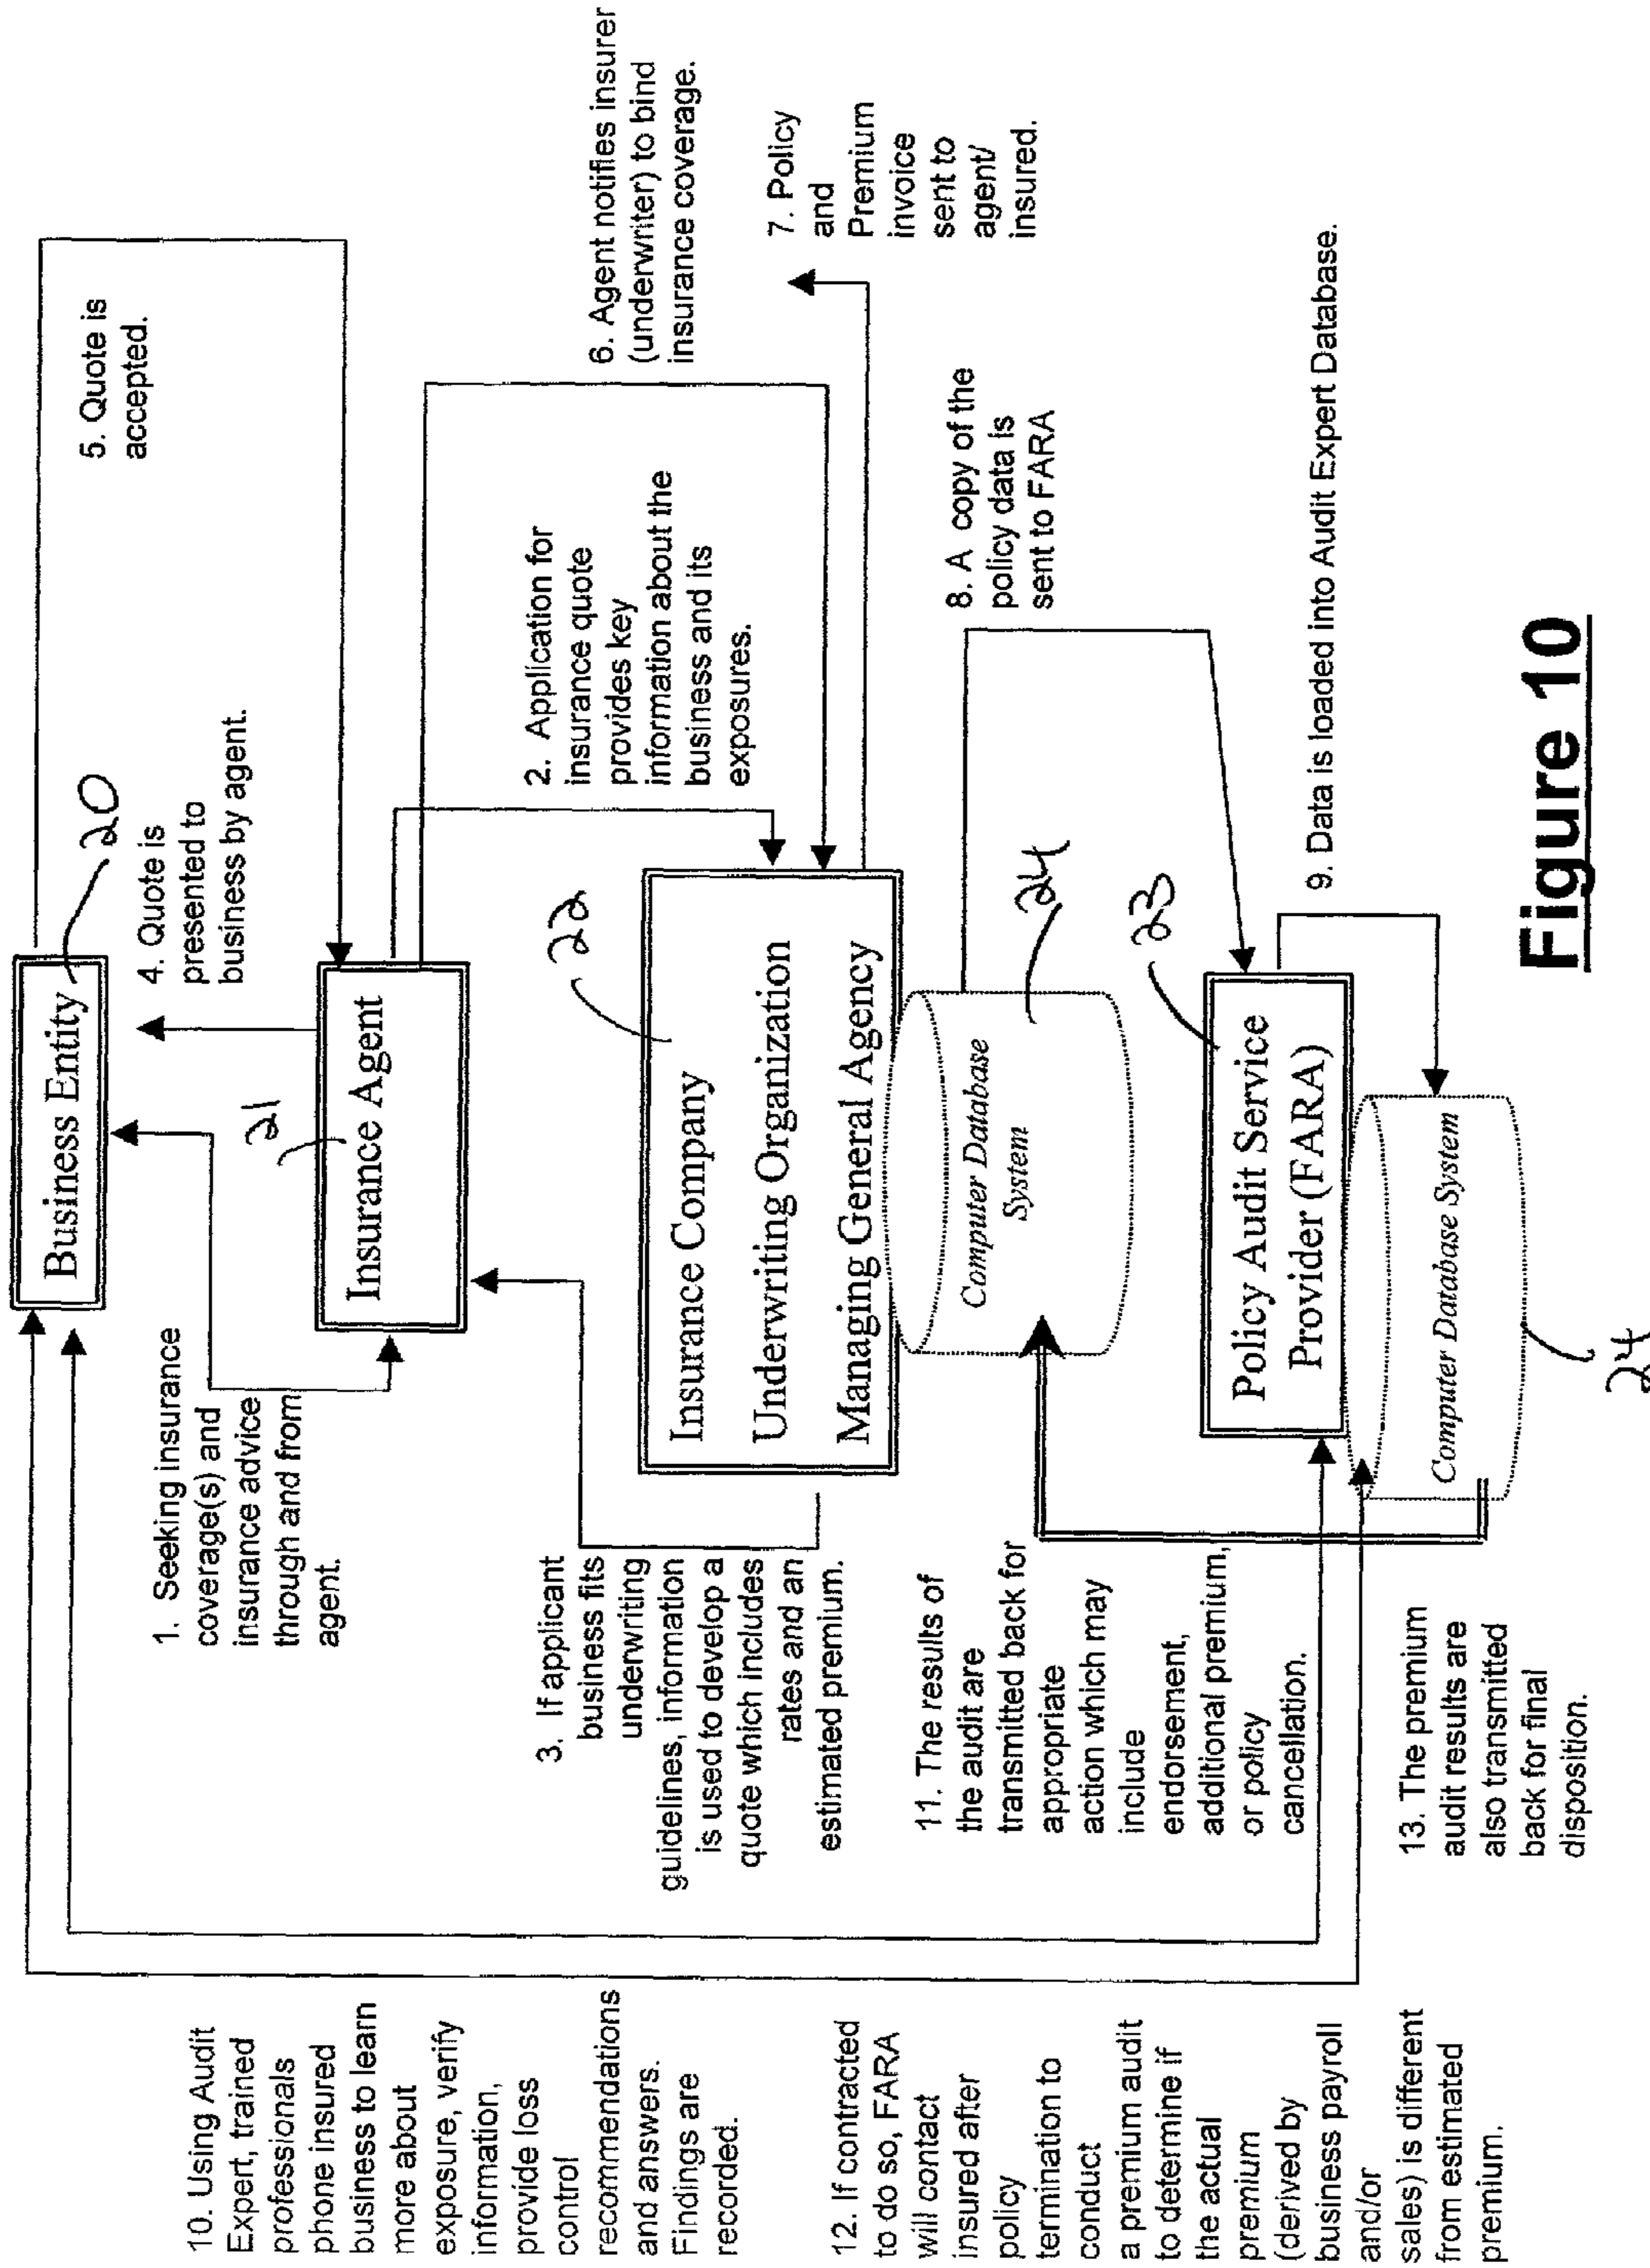 Business Entity
20
5. Quote is
accepted.
4. Quote is
presented to
business by agent.
1. Seeking insurance
coverage(s) and
insurance advice
through and from
agent.
21
Insurance Agent
6. Agent notifies insurer
(underwriter) to bind
insurance coverage.
2. Application for
insurance quote
provides key
information about the
business and its
exposures.
3. If applicant
business fits
underwriting
guidelines, information
is used to develop a
quote which includes
rates and an
estimated premium.
22
Insurance Company
Underwriting Organization
Managing General Agency
7. Policy
and
Premium
invoice
sent to
agent/
insured.
Computer Database
System
24
8. A copy of the
policy data is
sent to FARA
23
Policy Audit Service
Provider (FARA)
9. Data is loaded into Audit Expert Database.
Computer Database System
24
10. Using Audit
Expert, trained
professionals
phone insured
business to learn
more about
exposure, verify
information,
provide loss
control
recommendations
and answers.
Findings are
recorded.
11. The results of
the audit are
transmitted back for
appropriate
action which may
include
endorsement,
additional premium,
or policy
cancellation.
12. If contracted
to do so, FARA
will contact
insured after
policy
termination to
conduct
a premium audit
to determine if
the actual
premium
(derived by
business payroll
and/or
sales) is different
from estimated
premium.
13. The premium
audit results are
also transmitted
back for final
disposition.
Figure 10